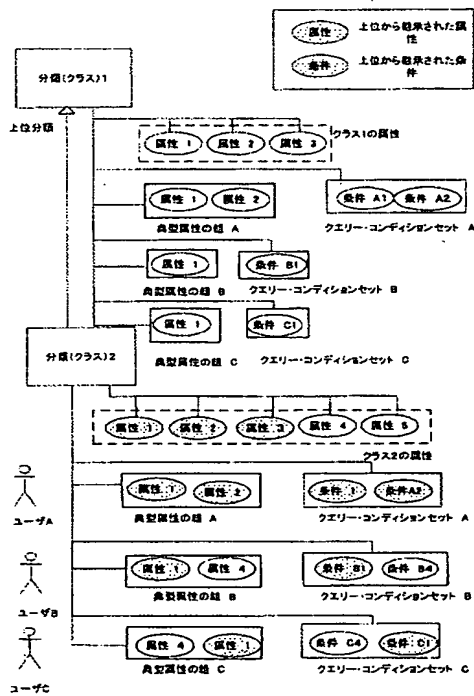 属性 上位から継承された属性
条件 上位から継承された条件
分類(クラス)1
上位分類
属性 1 属性 2 属性 3
クラス1の属性
属性 1 属性 2
条件 A1 条件 A2
典型属性の組 A
クエリー・コンディションセット A
属性 1
条件 B1
典型属性の組 B
クエリー・コンディションセット B
属性 1
条件 C1
典型属性の組 C
クエリー・コンディションセット C
分類(クラス)2
属性 1 属性 2 属性 3 属性 4 属性 5
クラス2の属性
属性 1 属性 2
条件 1 条件A2
ユーザA
典型属性の組 A
クエリー・コンディションセット A
属性 1 属性 4
条件 B1 条件 B4
ユーザB
典型属性の組 B
クエリー・コンディションセット B
属性 4 属性 1
条件 C4 条件 C1
ユーザC
典型属性の組 C
クエリー・コンディションセット C